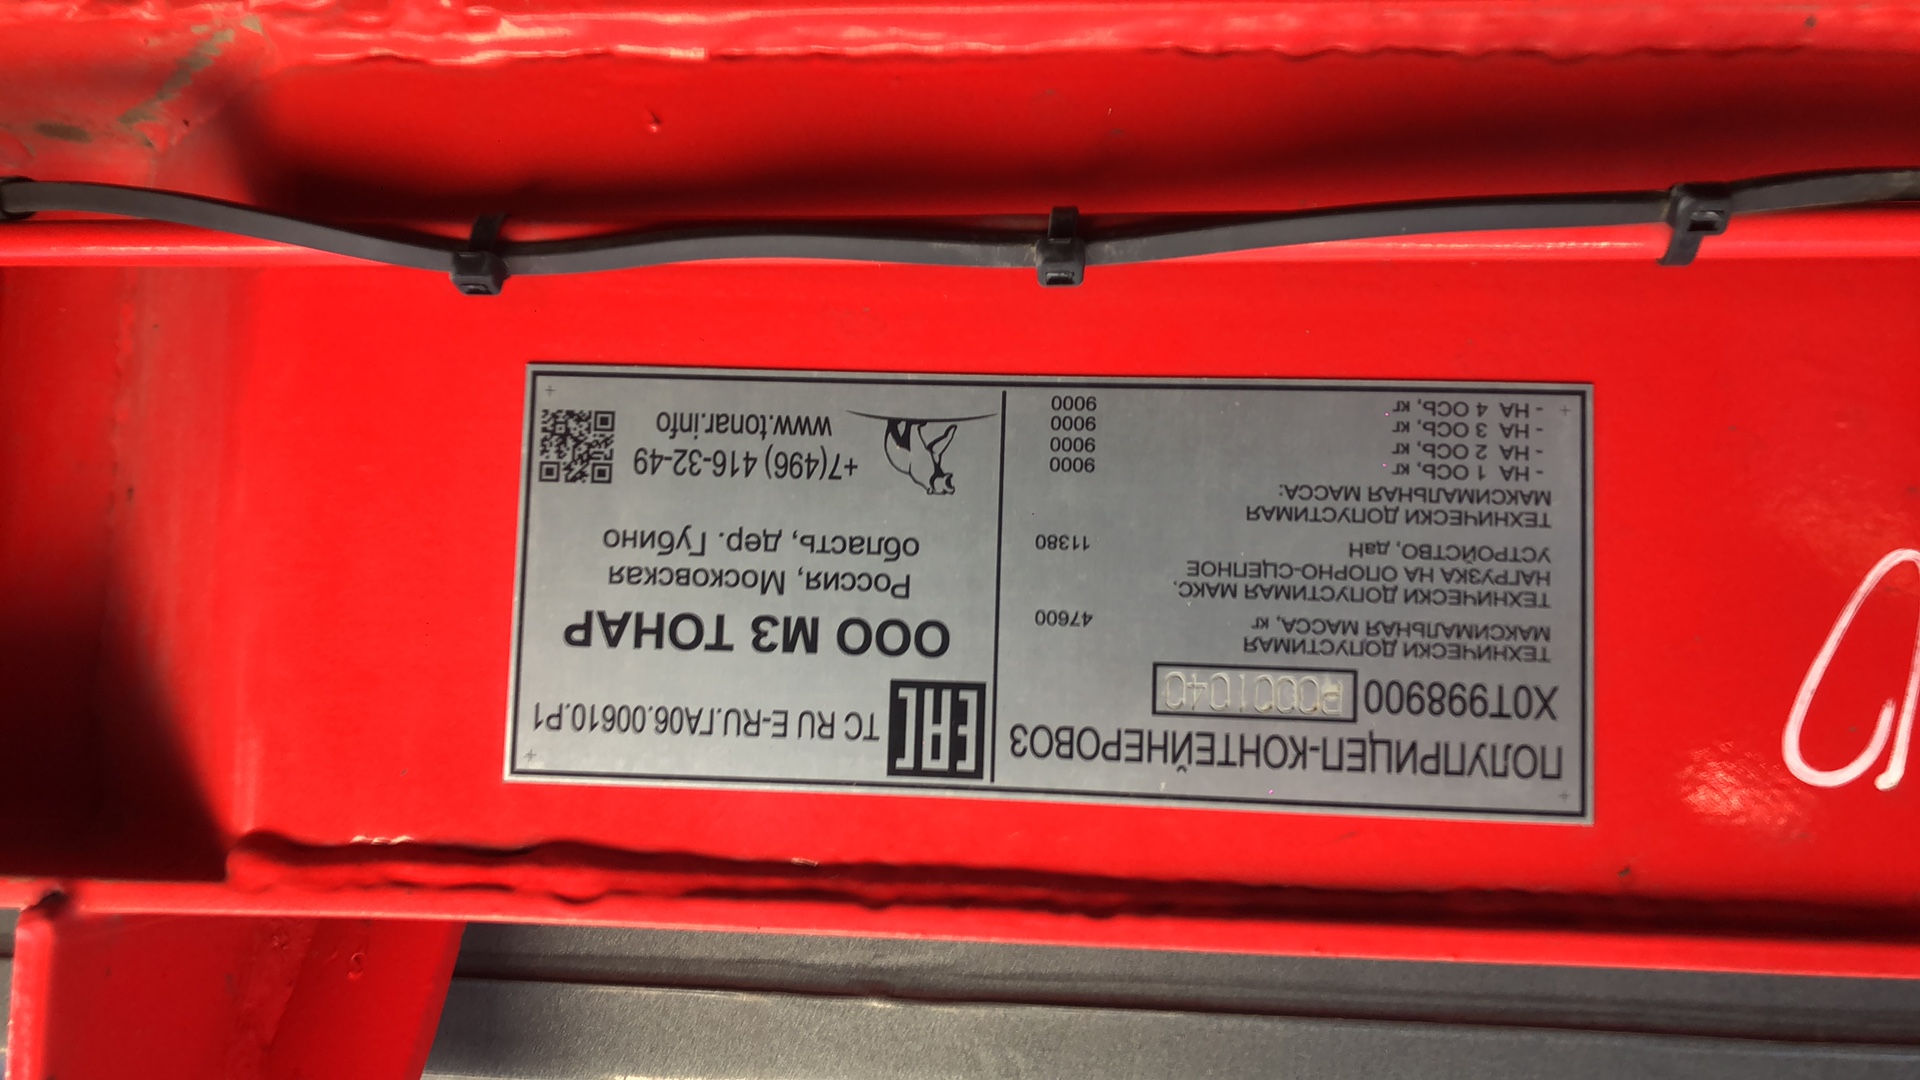 ПОЛУПРИЦЕП-КОНТЕЙНЕРОВОЗ
X0T998900 P0001040
ТЕХНИЧЕСКИ ДОПУСТИМАЯ
МАКСИМАЛЬНАЯ МАССА, кг 47600
ТЕХНИЧЕСКИ ДОПУСТИМАЯ МАКС.
НАГРУЗКА НА ОПОРНО-СЦЕПНОЕ
УСТРОЙСТВО, даН 11380
ТЕХНИЧЕСКИ ДОПУСТИМАЯ
МАКСИМАЛЬНАЯ МАССА:
- НА 1 ОСЬ, кг 9000
- НА 2 ОСЬ, кг 9000
- НА 3 ОСЬ, кг 9000
- НА 4 ОСЬ, кг 9000
EAC ТС RU E-RU.ГА06.00610.P1
ООО МЗ ТОНАР
Россия, Московская
область, дер. Губино
+7(496) 416-32-49
www.tonar.info